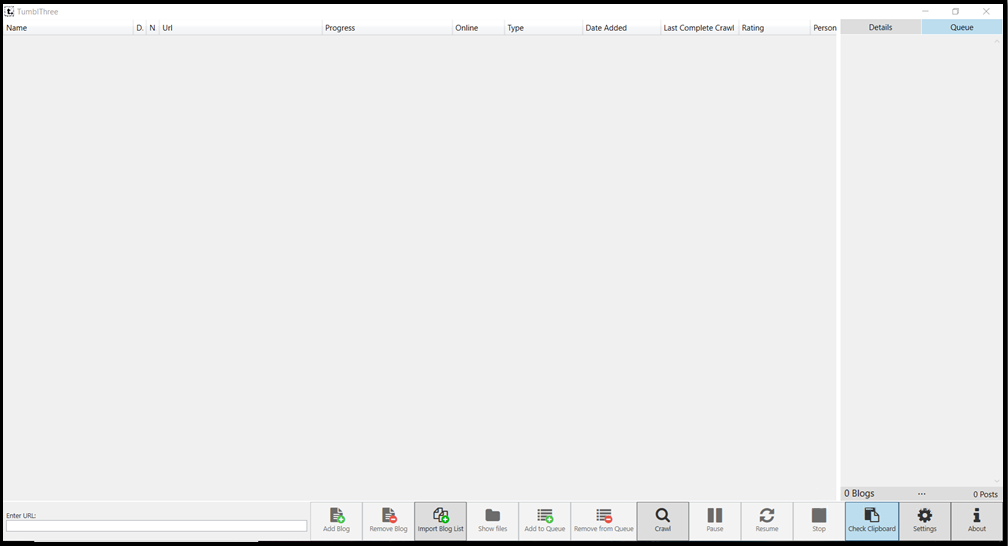 TumblThree
Name D. N Url Progress Online Type Date Added Last Complete Crawl Rating Person
Details Queue
0 Blogs ... 0 Posts
Enter URL:
Add Blog Remove Blog Import Blog List Show files Add to Queue Remove from Queue Crawl Pause Resume Stop Check Clipboard Settings About